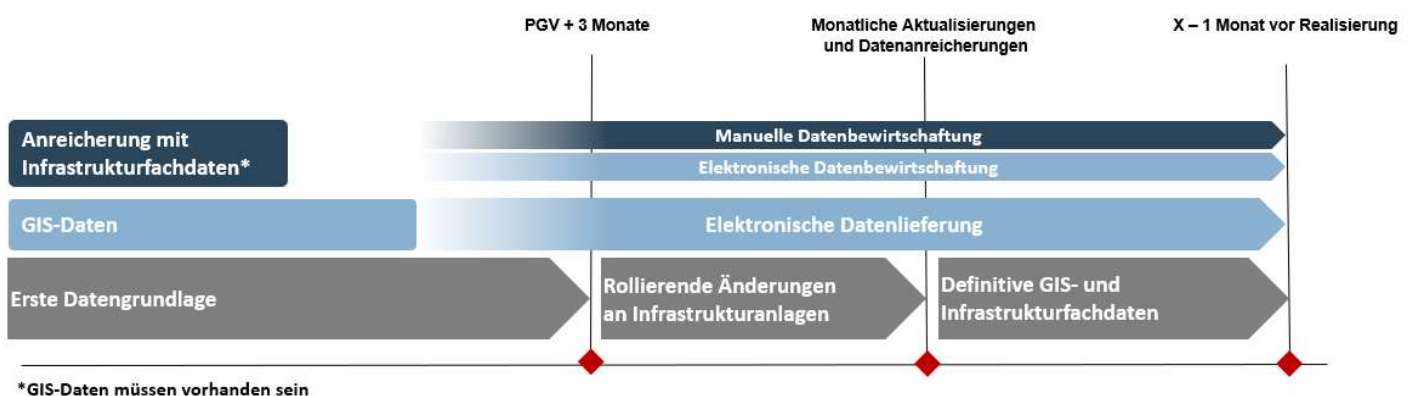 PGV + 3 Monate
Monatliche Aktualisierungen
und Datenanreicherungen
X – 1 Monat vor Realisierung
Anreicherung mit
Infrastrukturfachdaten*
Manuelle Datenbewirtschaftung
Elektronische Datenbewirtschaftung
GIS-Daten
Elektronische Datenlieferung
Erste Datengrundlage
Rollierende Änderungen
an Infrastrukturanlagen
Definitive GIS- und
Infrastrukturfachdaten
*GIS-Daten müssen vorhanden sein